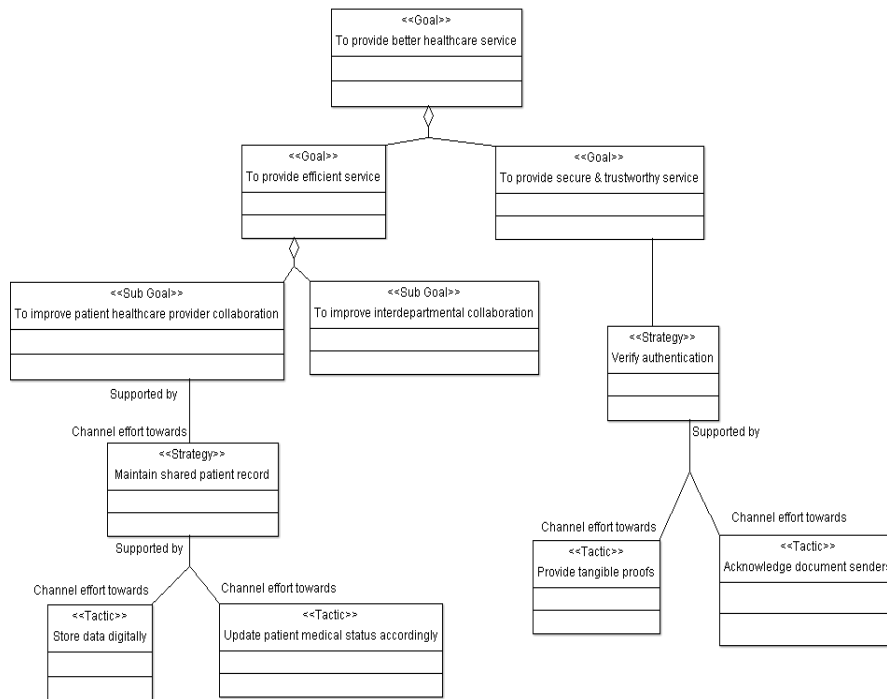 <<Goal>>
To provide better healthcare service
<<Goal>>
To provide efficient service
<<Goal>>
To provide secure & trustworthy service
<<Sub Goal>>
To improve patient healthcare provider collaboration
<<Sub Goal>>
To improve interdepartmental collaboration
<<Strategy>>
Verify authentication
Supported by
Channel effort towards
Supported by
<<Strategy>>
Maintain shared patient record
Supported by
Channel effort towards
Channel effort towards
<<Tactic>>
Provide tangible proofs
<<Tactic>>
Acknowledge document senders
Channel effort towards
Channel effort towards
<<Tactic>>
Store data digitally
<<Tactic>>
Update patient medical status accordingly